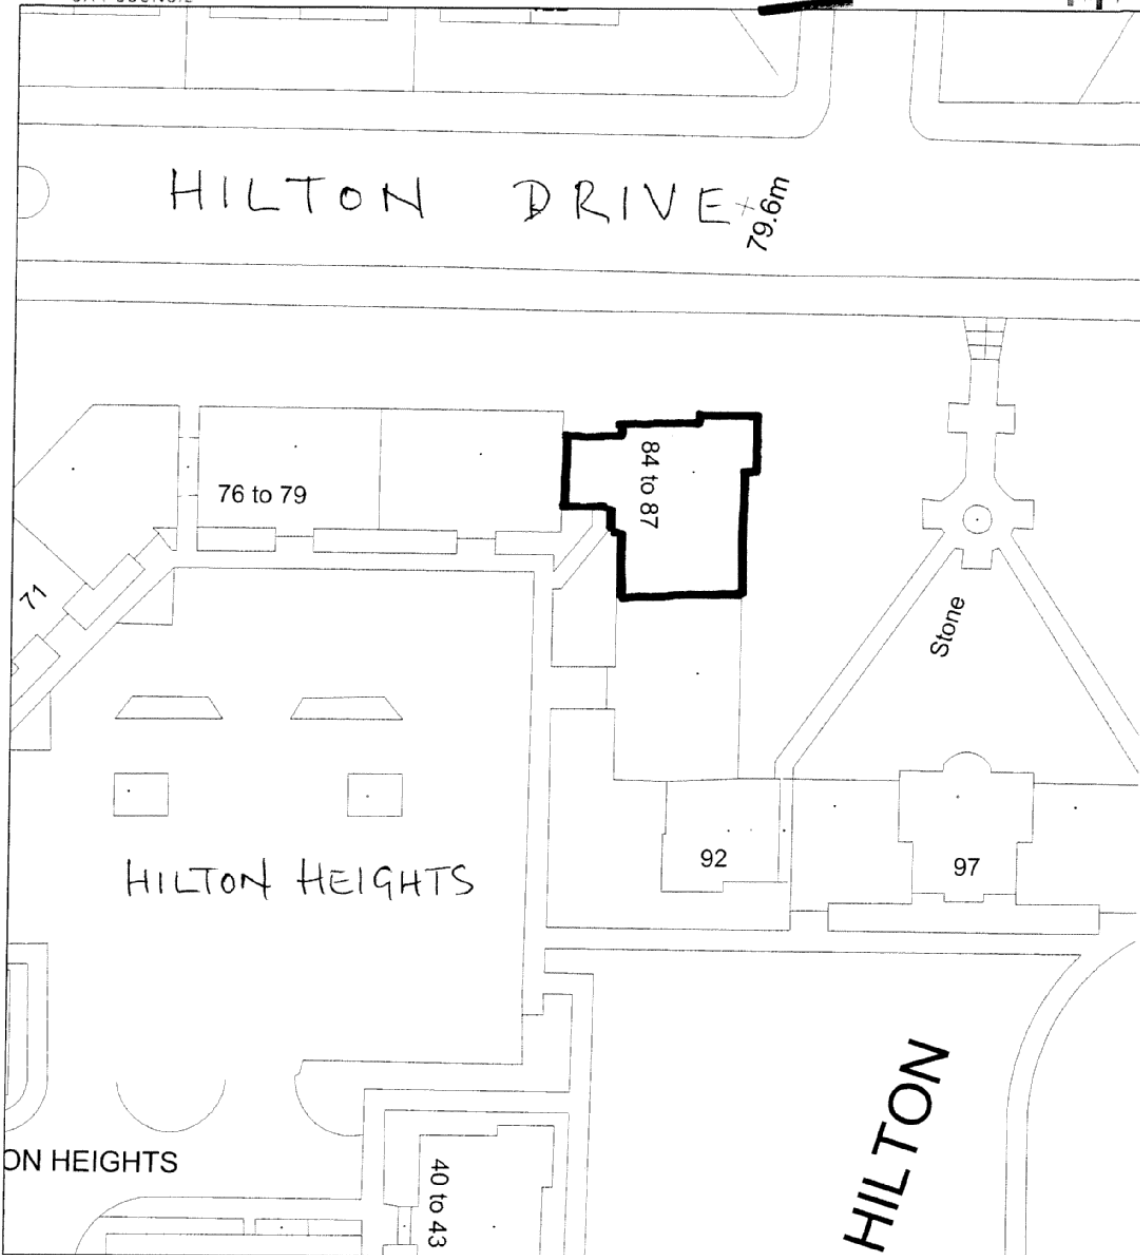 HILTON DRIVE
79.6m
84 to 87
76 to 79
71
Stone
92
97
HILTON HEIGHTS
ON HEIGHTS
40 to 43
HILTON